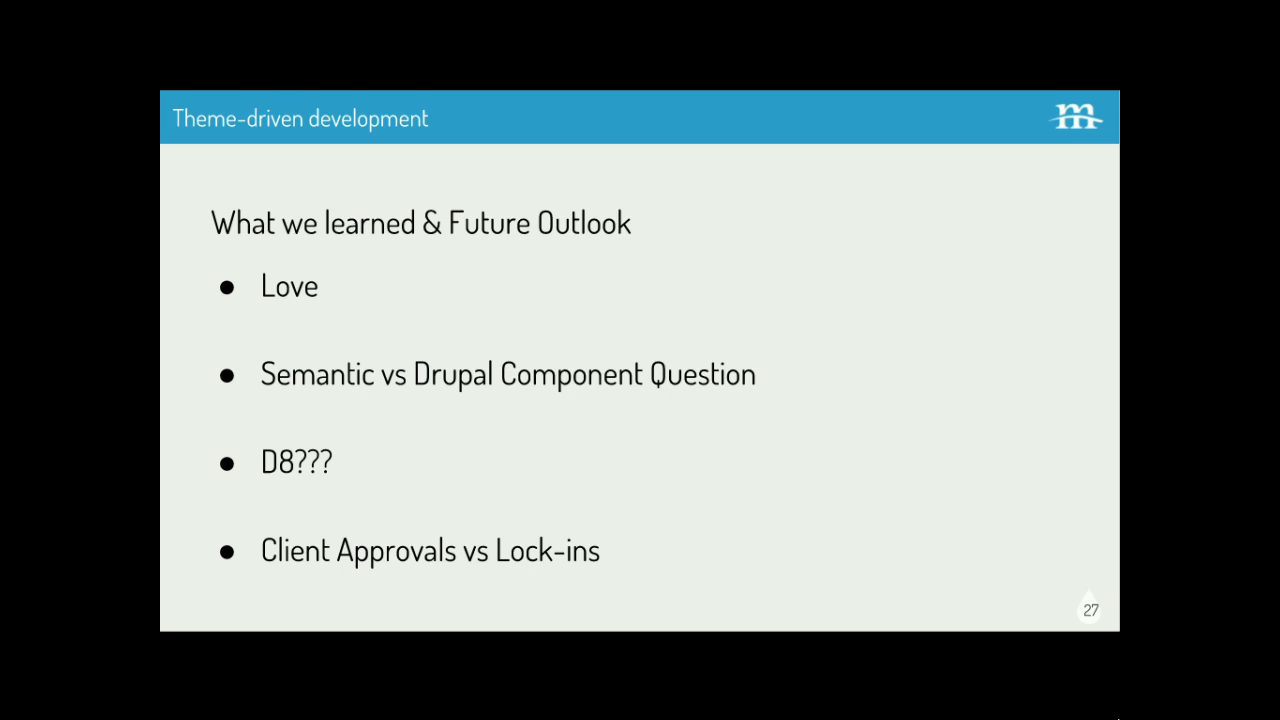 Theme-driven development
m
What we learned & Future Outlook
● Love
● Semantic vs Drupal Component Question
● D8???
● Client Approvals vs Lock-ins
27